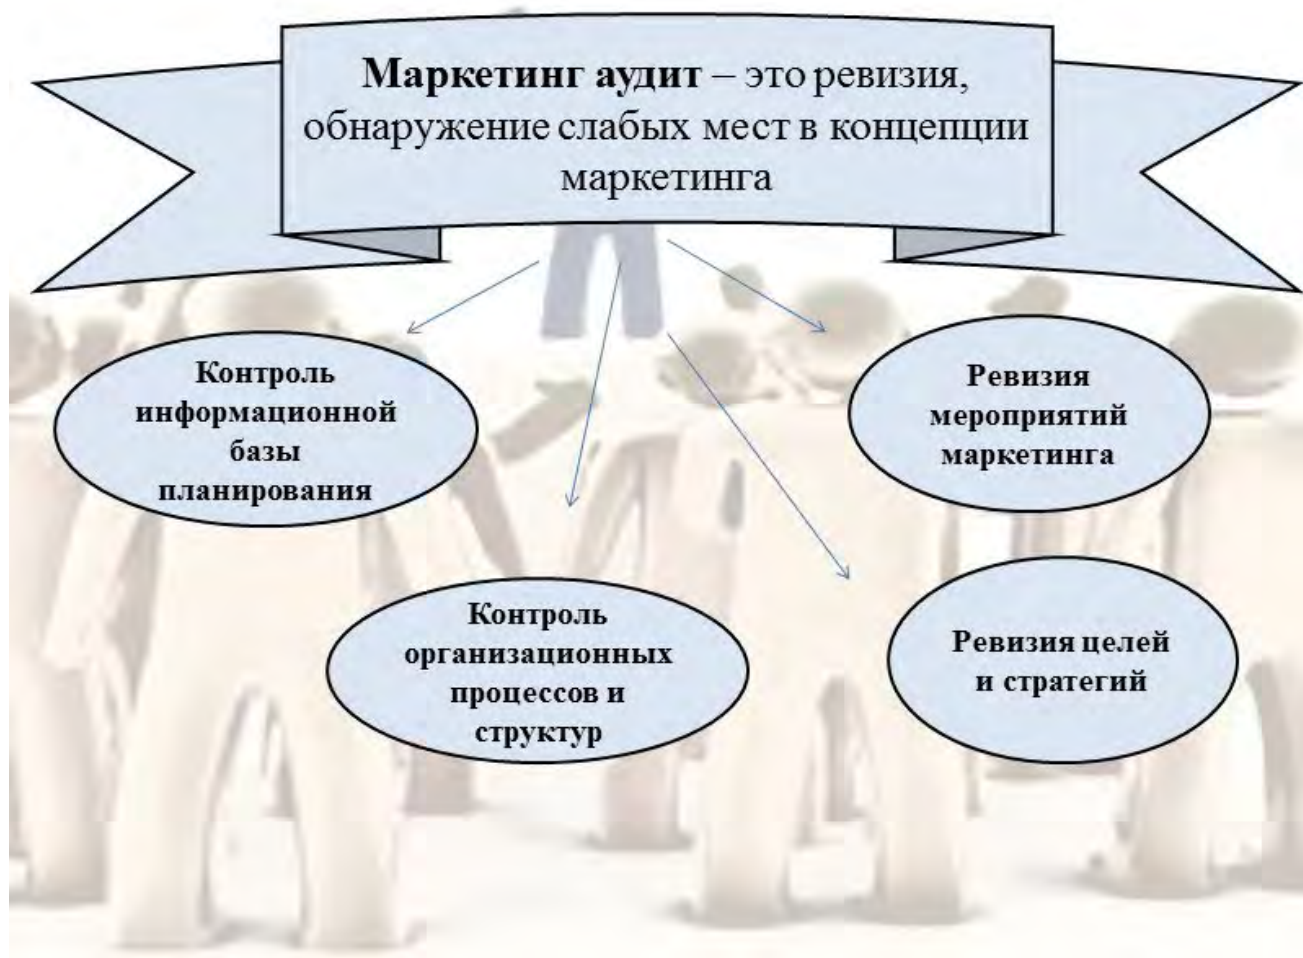 Маркетинг аудит – это ревизия,
обнаружение слабых мест в концепции
маркетинга
Контроль
информационной
базы
планирования
Ревизия
мероприятий
маркетинга
Контроль
организационных
процессов и
структур
Ревизия целей
и стратегий